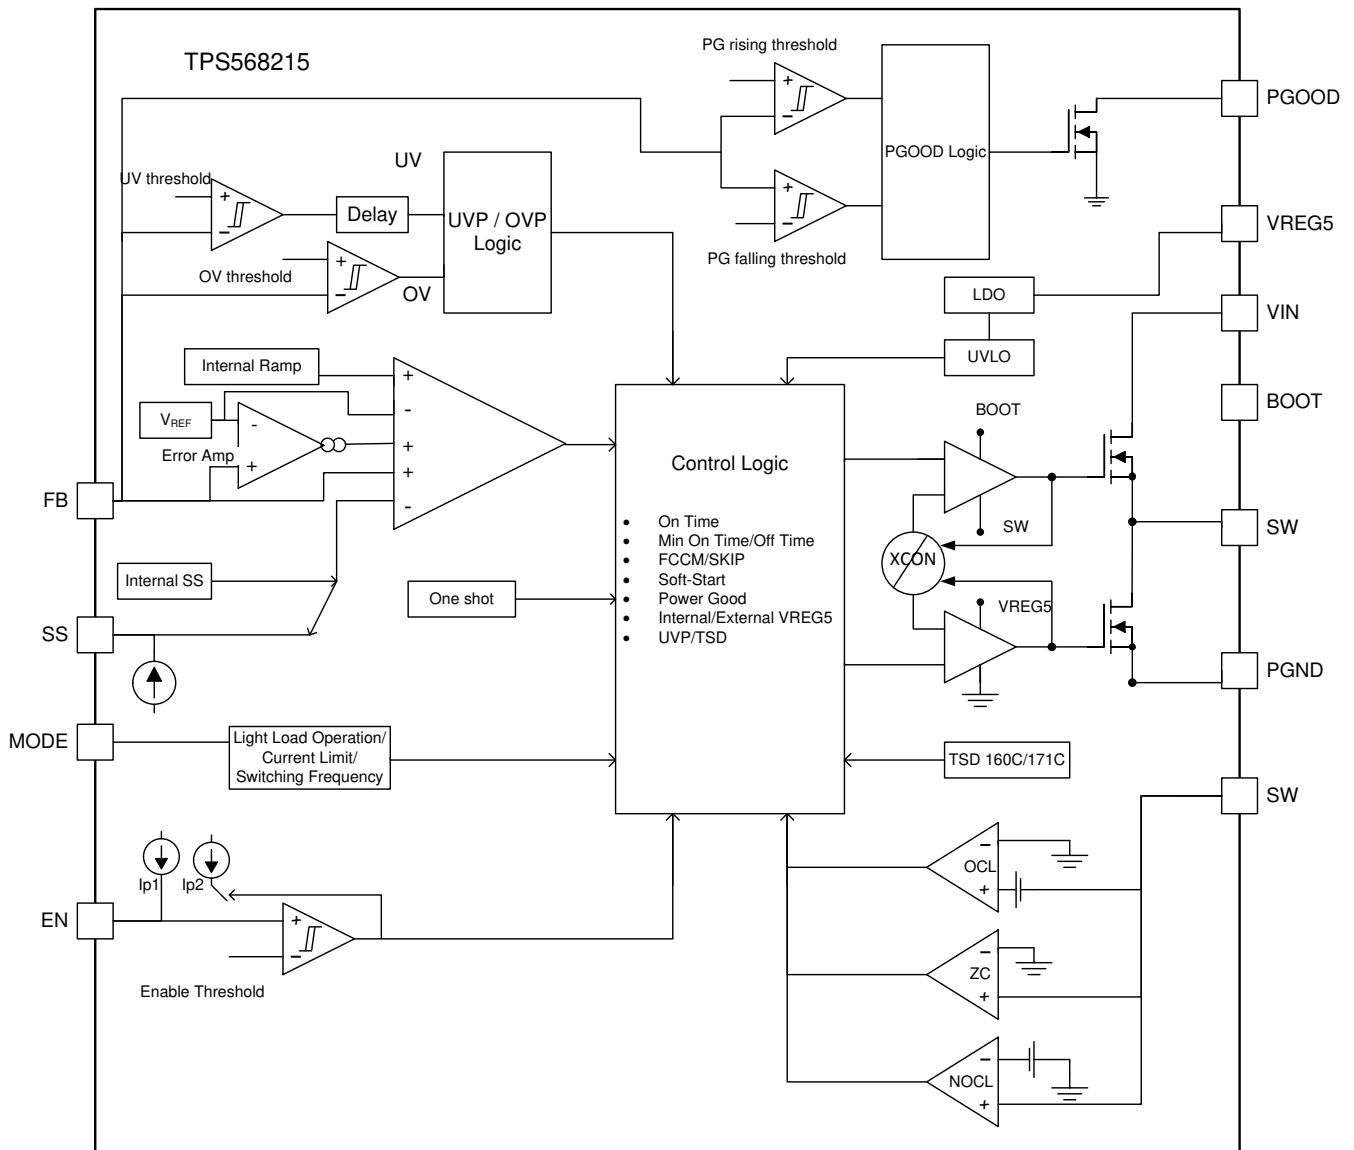 TPS568215
PG rising threshold
+
-
PGOOD Logic
PGOOD
UV
UV threshold
+
-
Delay
UVP / OVP
Logic
+
-
PG falling threshold
VREG5
OV threshold
+
-
OV
LDO
VIN
UVLO
Internal Ramp
+
VREF
-
-
BOOT
BOOT
Error Amp
+
+
+
-
FB
Control Logic
SW
SW
• On Time
• Min On Time/Off Time
• FCCM/SKIP
• Soft-Start
• Power Good
• Internal/External VREG5
• UVP/TSD
XCON
Internal SS
One shot
VREG5
SS
PGND
MODE
Light Load Operation/
Current Limit/
Switching Frequency
TSD 160C/171C
SW
-
OCL
+
Ip1
Ip2
EN
+
-
Enable Threshold
-
ZC
+
-
NOCL
+